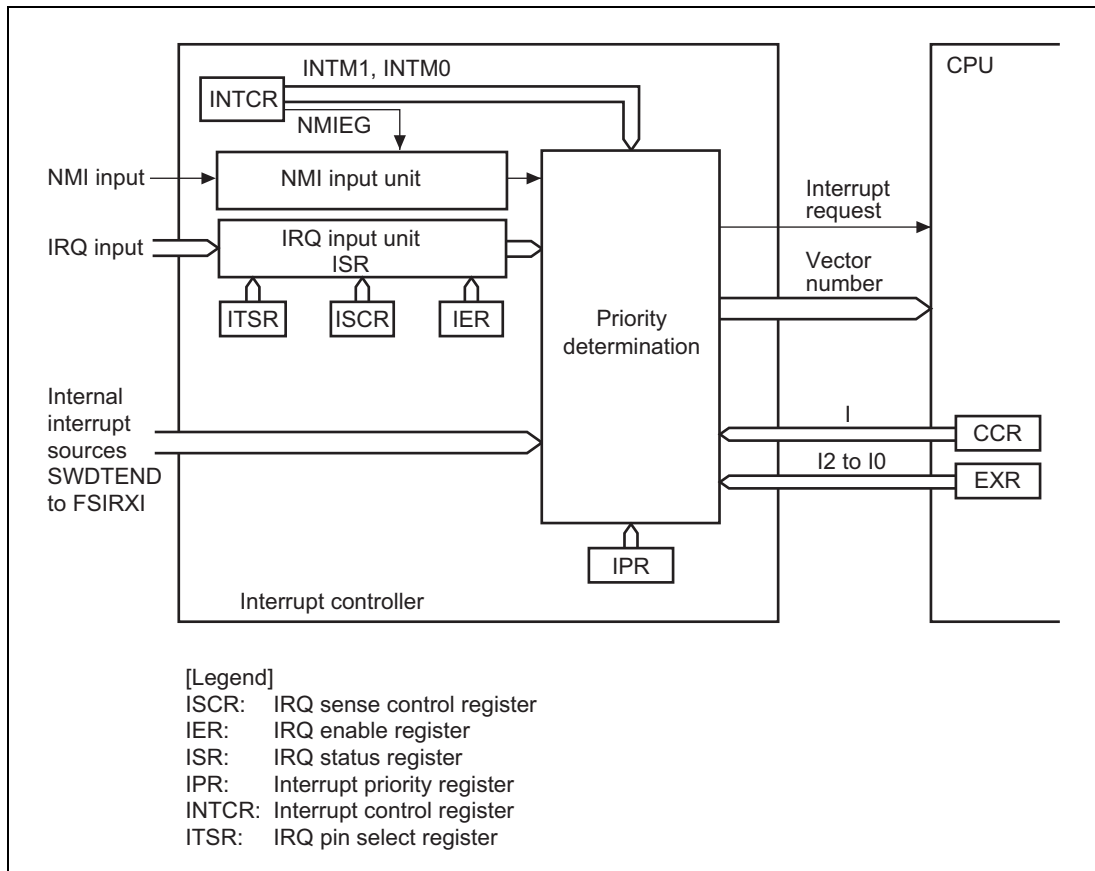 CPU
INTM1, INTM0
INTCR
NMIEG
NMI input
NMI input unit
Interrupt
request
IRQ input
IRQ input unit
ISR
Vector
number
ITSR
ISCR
IER
Priority
determination
Internal
interrupt
sources
SWDTEND
to FSIRXI
I
CCR
I2 to I0
EXR
IPR
Interrupt controller
[Legend]
ISCR: IRQ sense control register
IER: IRQ enable register
ISR: IRQ status register
IPR: Interrupt priority register
INTCR: Interrupt control register
ITSR: IRQ pin select register